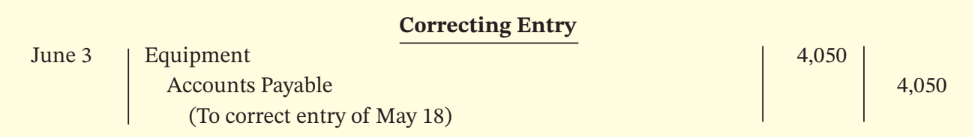 Correcting Entry
June 3 Equipment 4,050
Accounts Payable 4,050
(To correct entry of May 18)